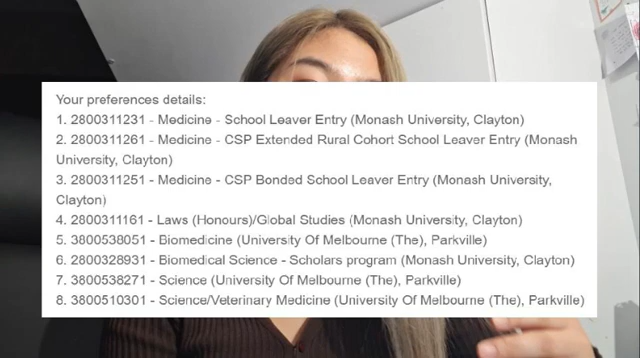 Your preferences details:
1. 2800311231 - Medicine - School Leaver Entry (Monash University, Clayton)
2. 2800311261 - Medicine - CSP Extended Rural Cohort School Leaver Entry (Monash
University, Clayton)
3. 2800311251 - Medicine - CSP Bonded School Leaver Entry (Monash University,
Clayton)
4. 2800311161 - Laws (Honours)/Global Studies (Monash University, Clayton)
5. 3800538051 - Biomedicine (University Of Melbourne (The), Parkville)
6. 2800328931 - Biomedical Science - Scholars program (Monash University, Clayton)
7. 3800538271 - Science (University Of Melbourne (The), Parkville)
8. 3800510301 - Science/Veterinary Medicine (University Of Melbourne (The), Parkville)